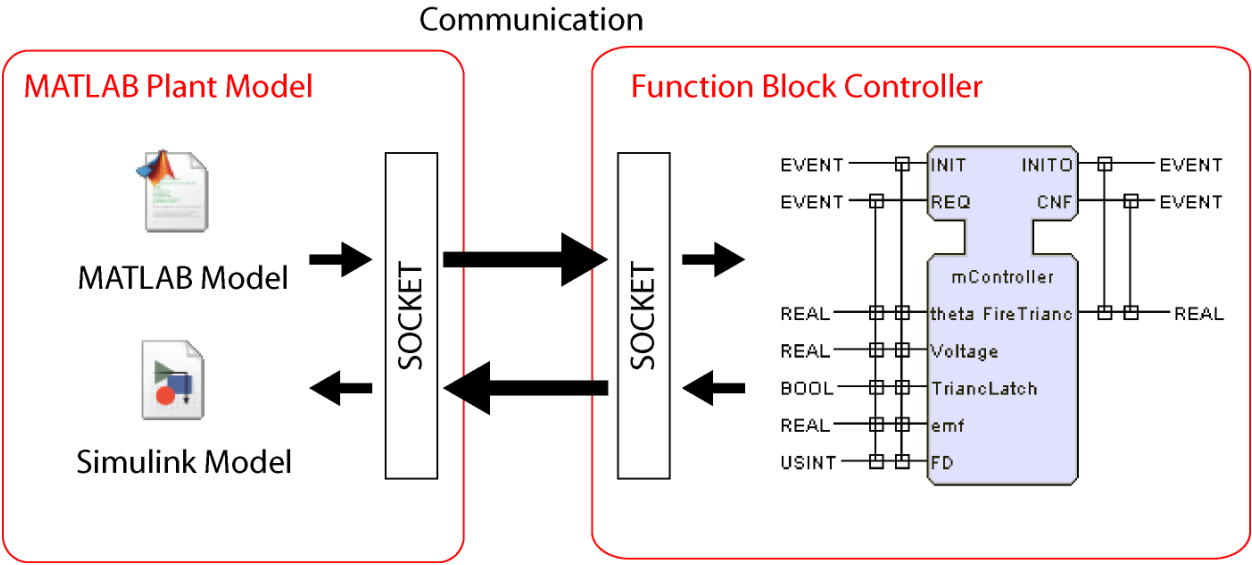 Communication
MATLAB Plant Model
Function Block Controller
MATLAB Model
Simulink Model
SOCKET
SOCKET
EVENT INIT INITO EVENT
EVENT REQ CNF EVENT
mController
REAL theta FireTrianc REAL
REAL Voltage
BOOL TriancLatch
REAL emf
USINT FD